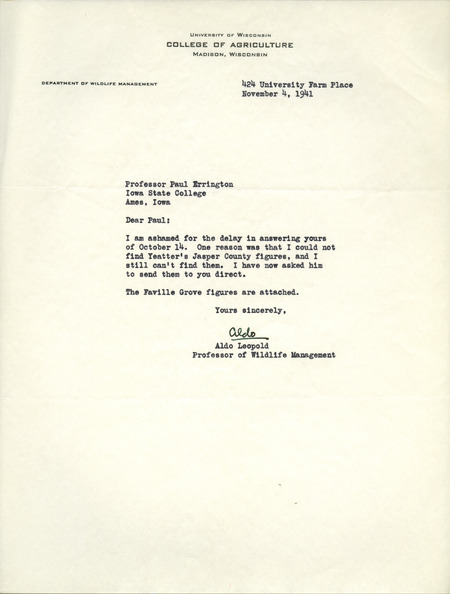 University of Wisconsin
COLLEGE OF AGRICULTURE
Madison, Wisconsin
DEPARTMENT OF WILDLIFE MANAGEMENT
424 University Farm Place
November 4, 1941
Professor Paul Errington
Iowa State College
Ames, Iowa
Dear Paul:
I am ashamed for the delay in answering yours
of October 14. One reason was that I could not
find Yeatter's Jasper County figures, and I
still can't find them. I have now asked him
to send them to you direct.
The Faville Grove figures are attached.
Yours sincerely,
Aldo
Aldo Leopold
Professor of Wildlife Management